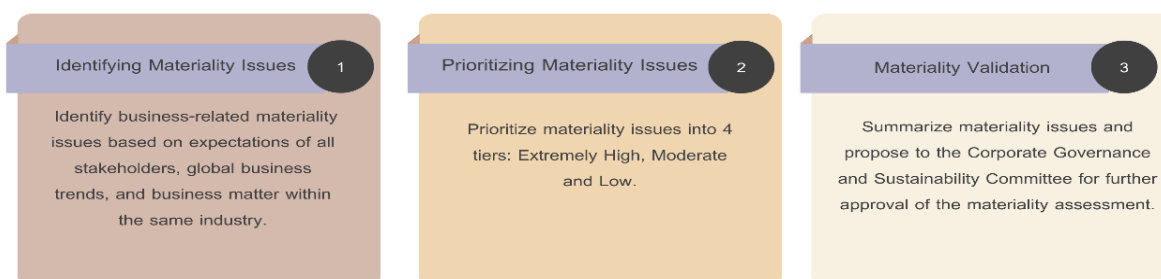 Identifying Materiality Issues
1
Identify business-related materiality
issues based on expectations of all
stakeholders, global business
trends, and business matter within
the same industry.
Prioritizing Materiality Issues
2
Prioritize materiality issues into 4
tiers: Extremely High, Moderate
and Low.
Materiality Validation
3
Summarize materiality issues and
propose to the Corporate Governance
and Sustainability Committee for further
approval of the materiality assessment.